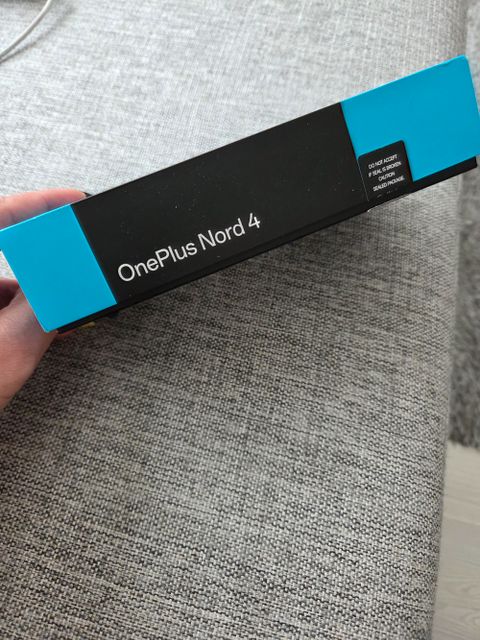 OnePlus Nord 4
DO NOT ACCEPT
IF SEAL IS BROKEN
CAUTION
SEALED PACKAGE